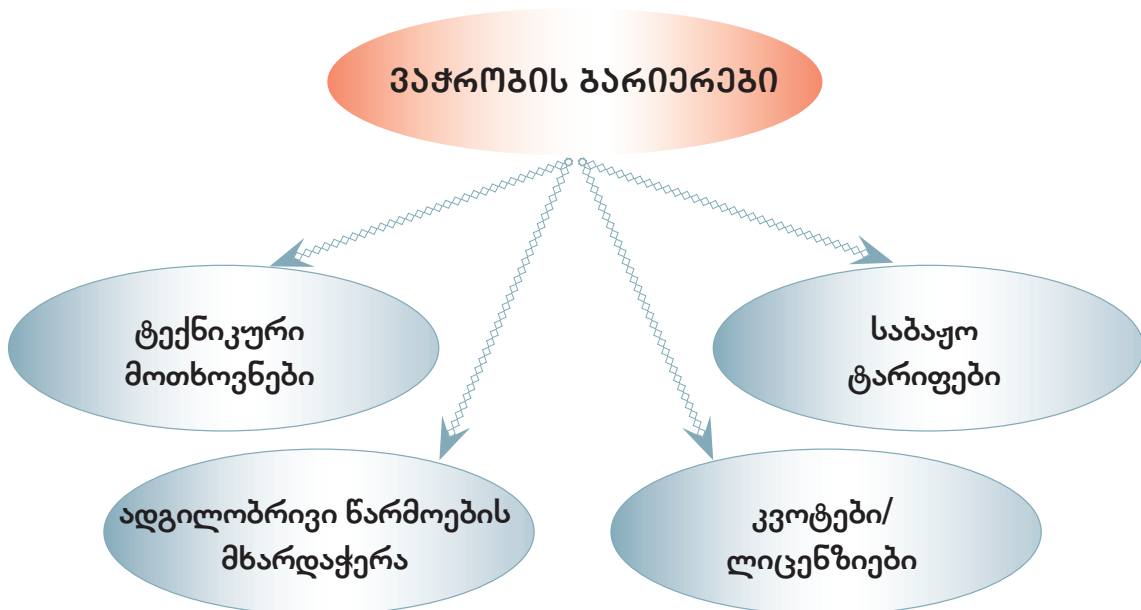 ვაჭრობის ბარიერები
ტექნიკური
მოთხოვნები
საბაჟო
ტარიფები
ადგილობრივი წარმოების
მხარდაჭერა
კვოტები/
ლიცენზიები